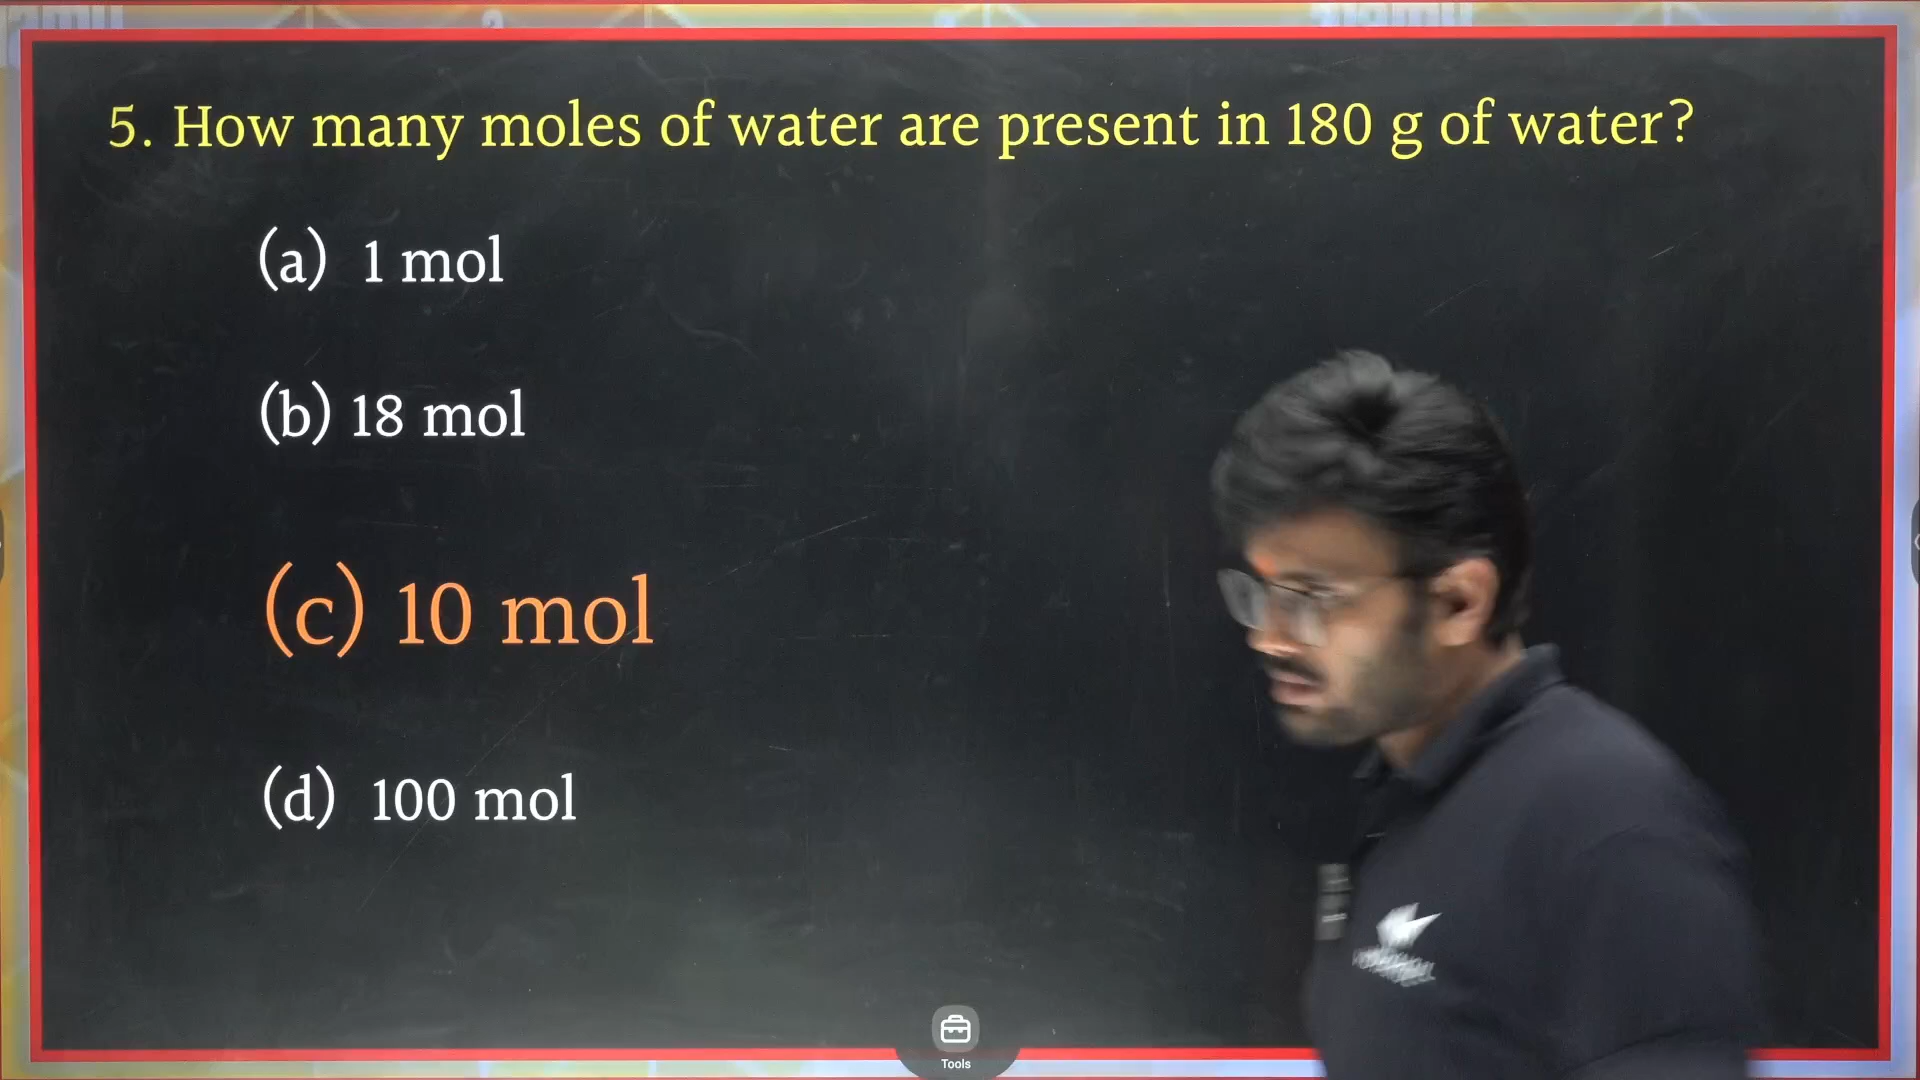 5. How many moles of water are present in 180 g of water?
(a) 1 mol
(b) 18 mol
(c) 10 mol
(d) 100 mol
Tools